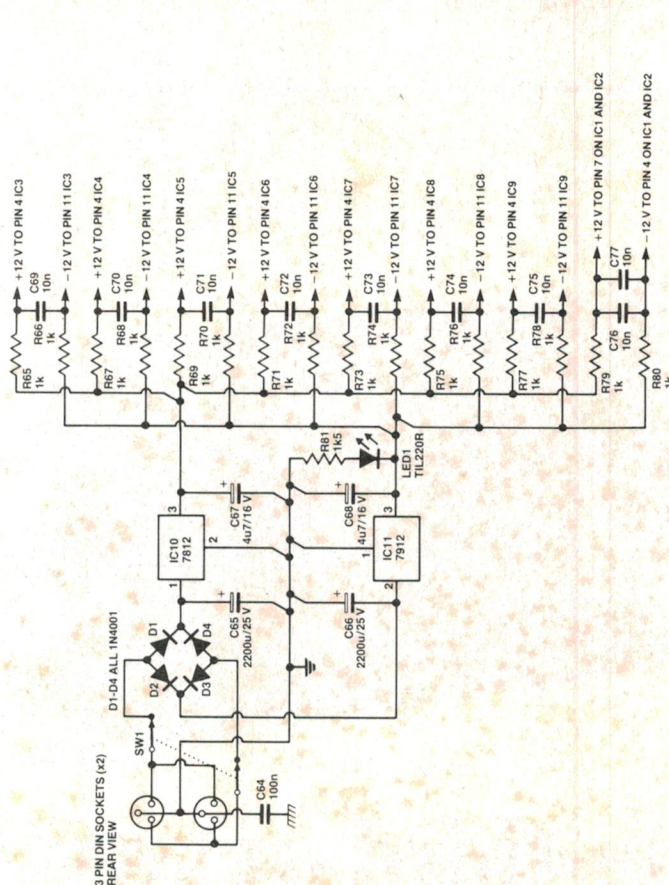 3 PIN DIN SOCKETS (x2)
REAR VIEW
SW1
C64
100n
D1-D4 ALL 1N4001
D2
D1
D3
D4
1
IC10
7812
3
2
C65
2200u/25 V
+
C67
4u7/16 V
+
C66
2200u/25 V
+
C68
4u7/16 V
+
2
1
IC11
7912
3
R81
1k5
LED1
TIL220R
R65
1k
R66
1k
C69
10n
+12 V TO PIN 4 IC3
-12 V TO PIN 11 IC3
R67
1k
R68
1k
C70
10n
+12 V TO PIN 4 IC4
-12 V TO PIN 11 IC4
R69
1k
R70
1k
C71
10n
+12 V TO PIN 4 IC5
-12 V TO PIN 11 IC5
R71
1k
R72
1k
C72
10n
+12 V TO PIN 4 IC6
-12 V TO PIN 11 IC6
R73
1k
R74
1k
C73
10n
+12 V TO PIN 4 IC7
-12 V TO PIN 11 IC7
R75
1k
R76
1k
C74
10n
+12 V TO PIN 4 IC8
-12 V TO PIN 11 IC8
R77
1k
R78
1k
C75
10n
+12 V TO PIN 4 IC9
-12 V TO PIN 11 IC9
R79
1k
C76
10n
C77
10n
+12 V TO PIN 7 ON IC1 AND IC2
-12 V TO PIN 4 ON IC1 AND IC2
R80
1k